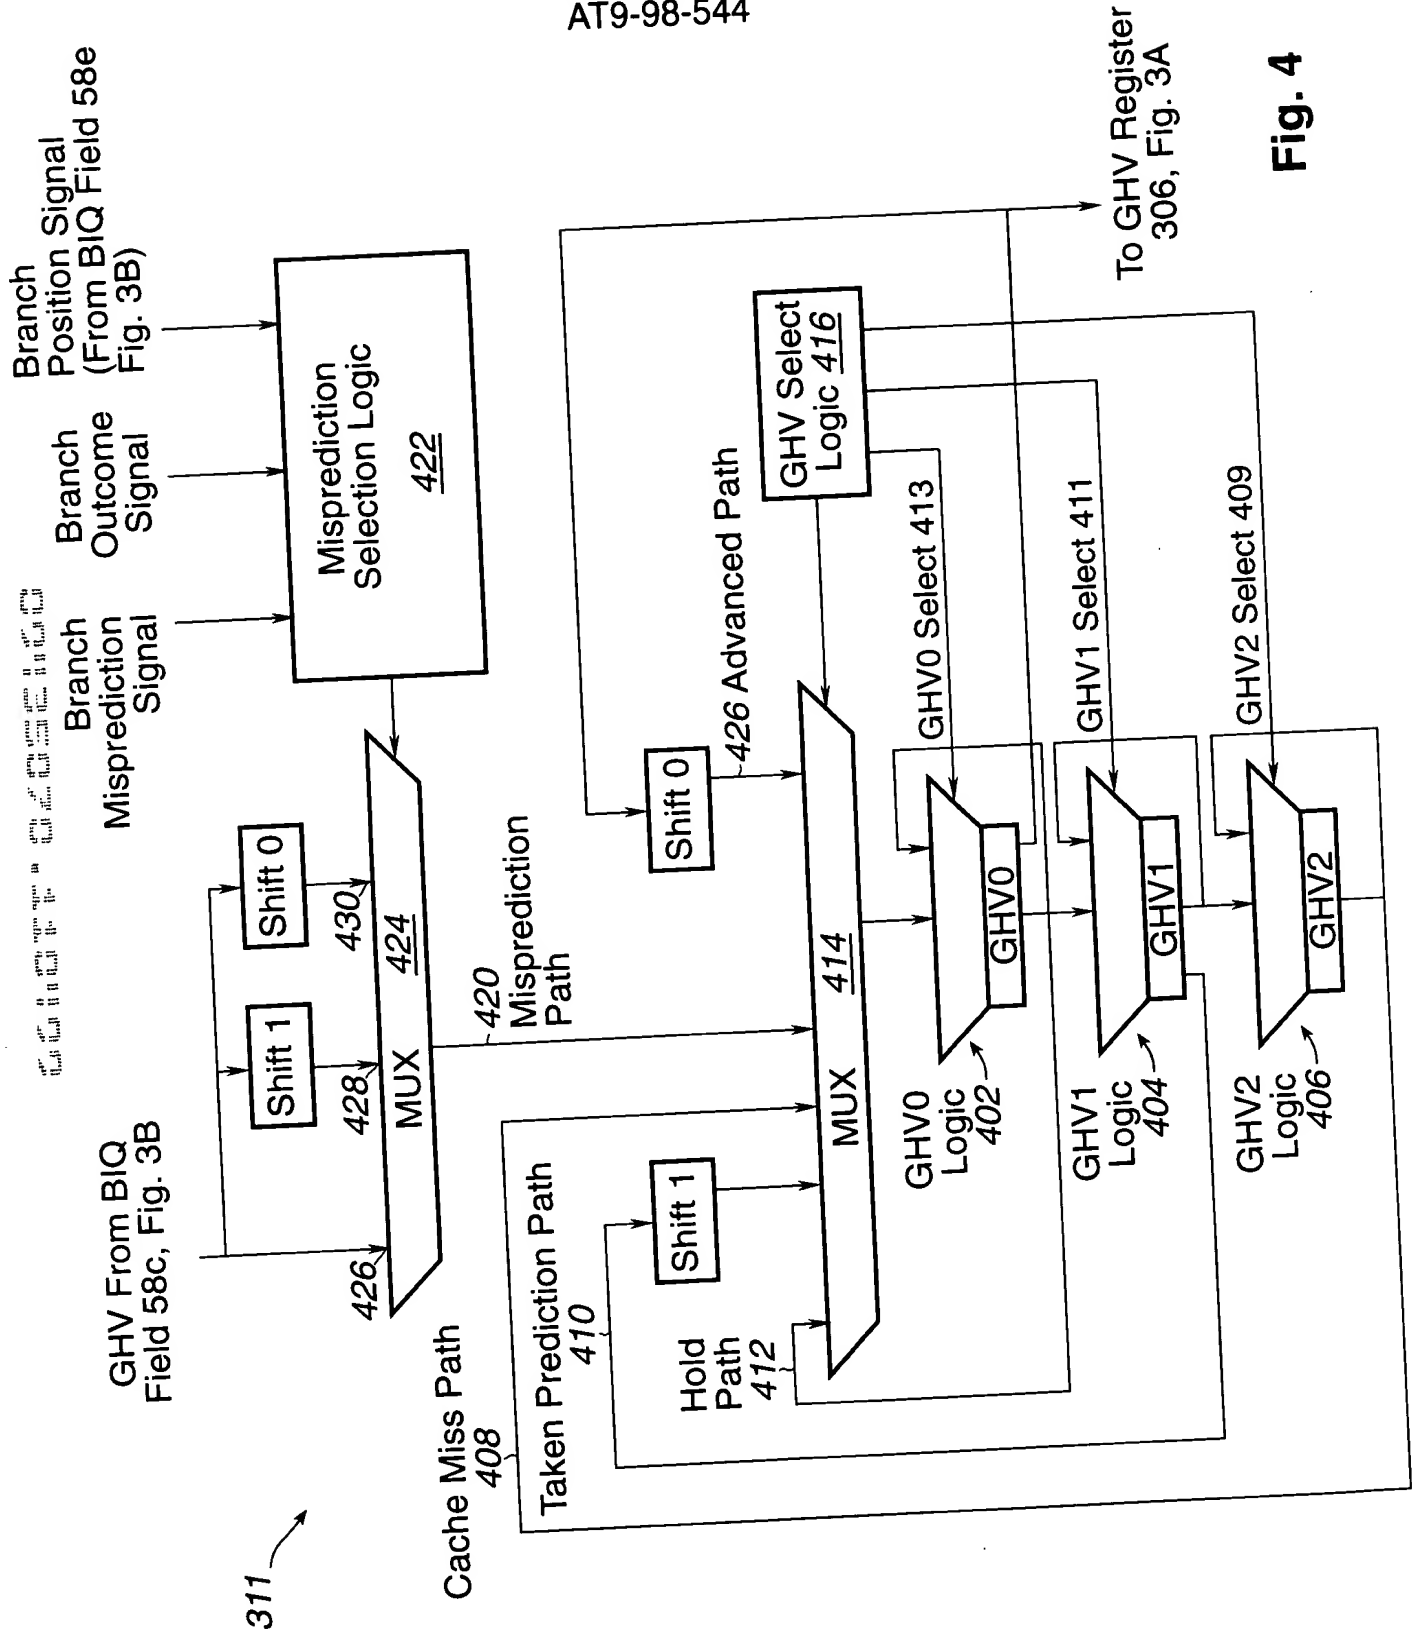 AT9-98-544
GHV From BIQ
Field 58c, Fig. 3B
Branch
Misprediction
Signal
Branch
Outcome
Signal
Branch
Position Signal
(From BIQ Field 58e
Fig. 3B)
311
Shift 1
Shift 0
Misprediction
Selection Logic
422
426
428
430
MUX
424
Cache Miss Path
408
420
Misprediction
Path
Taken Prediction Path
410
Shift 1
Shift 0
426 Advanced Path
GHV Select
Logic 416
Hold
Path
412
MUX
414
GHV0
Logic
402
GHV0
GHV0 Select 413
GHV1
Logic
404
GHV1
GHV1 Select 411
GHV2
Logic
406
GHV2
GHV2 Select 409
To GHV Register
306, Fig. 3A
Fig. 4